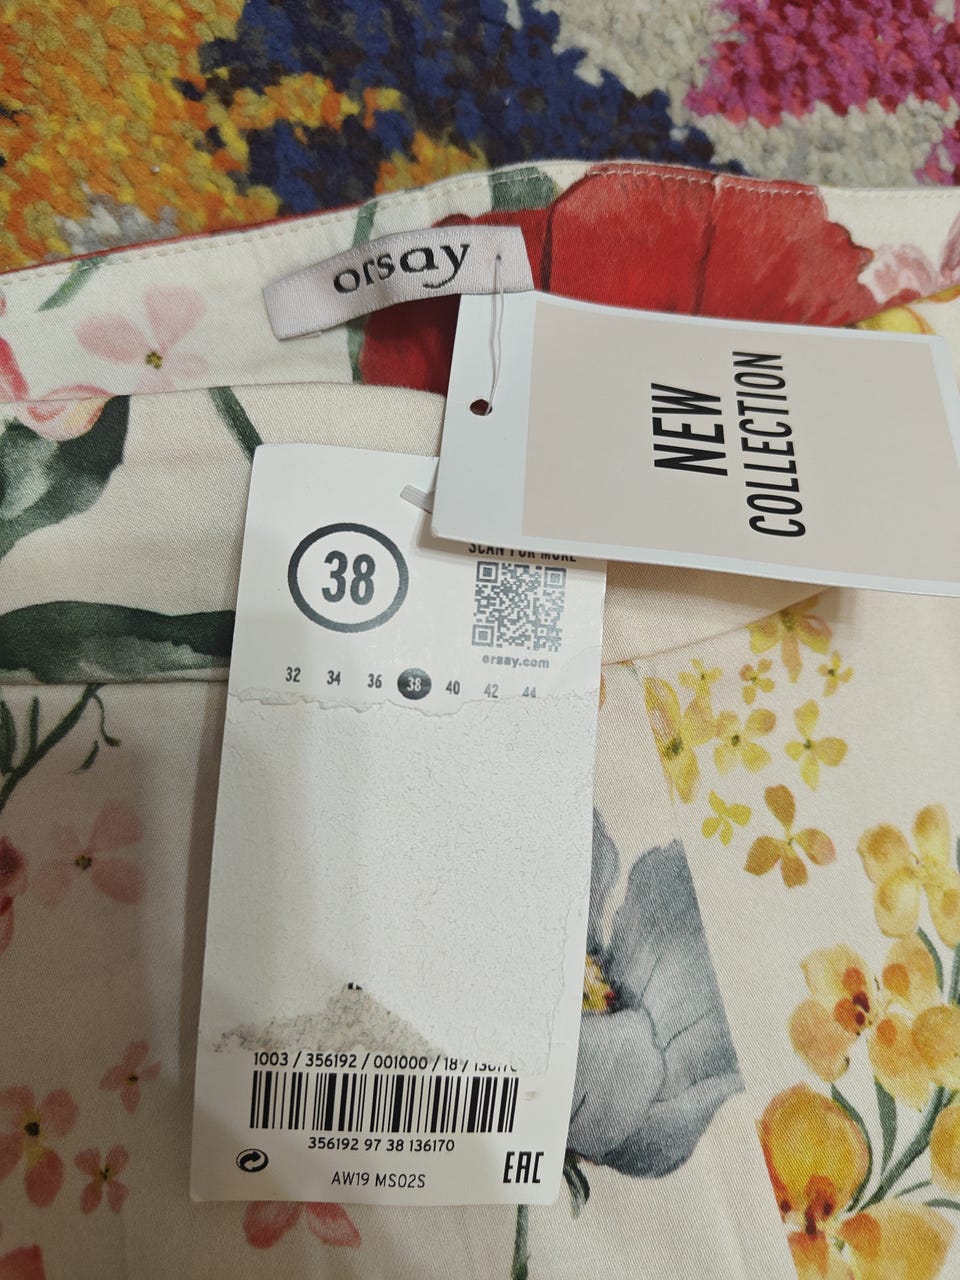 orsay
NEW
COLLECTION
SCAN FOR MORE
38
orsay.com
32 34 36 38 40 42 44
1003 / 356192 / 001000 / 18 / 136170
356192 97 38 136170
AW19 MS02S
EAC